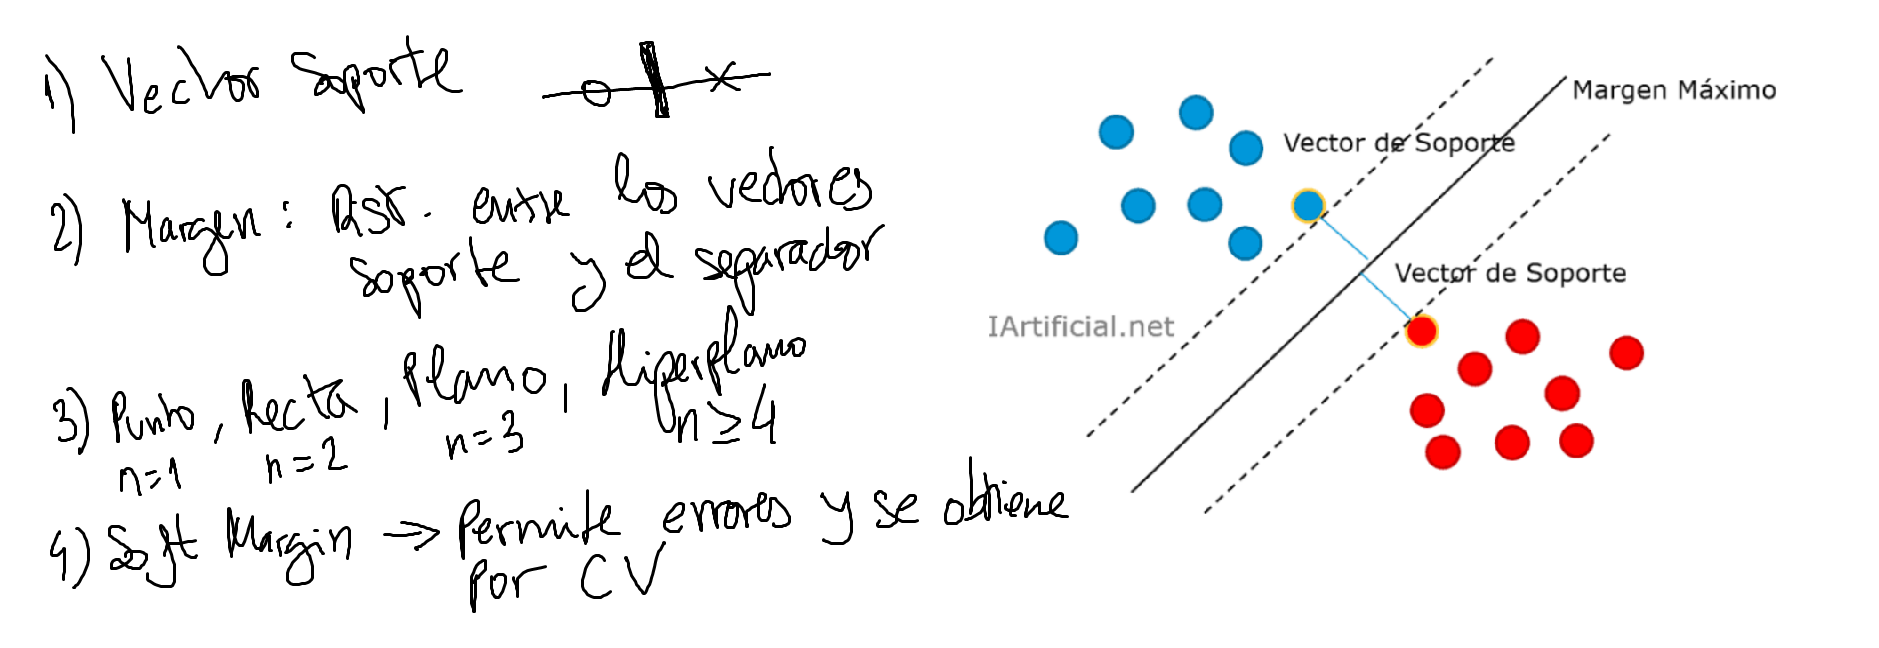 1) Vector Soporte
2) Margen: Dist. entre los vectores
soporte y el separador
3) Punto, Recta, Plano, Hiperplano
n=1 n=2 n=3 n≥4
4) Soft Margin → Permite errores y se obtiene
por CV
Margen Máximo
Vector de Soporte
Vector de Soporte
IArtificial.net